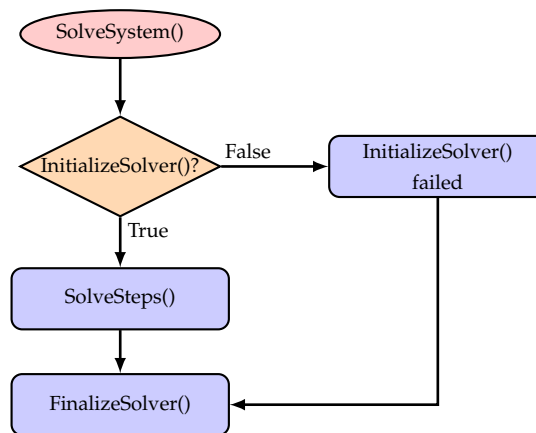 SolveSystem()
InitializeSolver()?
False
InitializeSolver()
failed
True
SolveSteps()
FinalizeSolver()